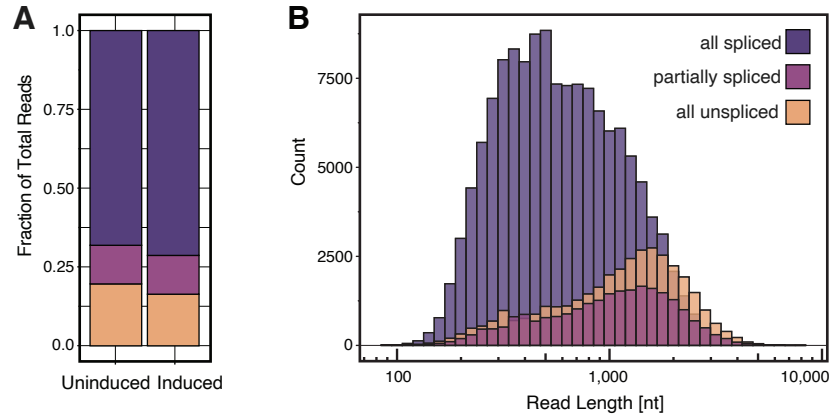 A
Fraction of Total Reads
1.0
0.75
0.50
0.25
0.0
Uninduced Induced
B
Count
7500
5000
2500
0
all spliced
partially spliced
all unspliced
100
1,000
10,000
Read Length [nt]